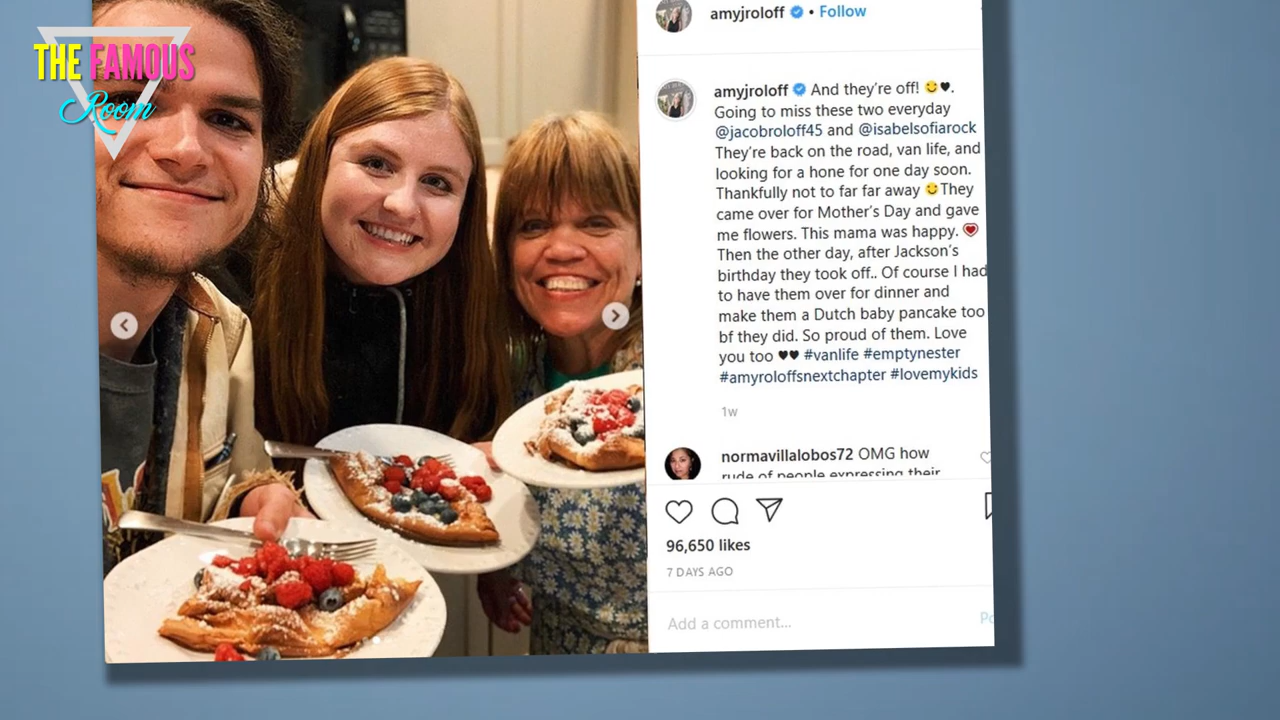 THE FAMOUS
Room
amyjroloff • Follow
amyjroloff And they're off! 😃🖤.
Going to miss these two everyday
@jacobroloff45 and @isabelsofiarock
They're back on the road, van life, and
looking for a hone for one day soon.
Thankfully not to far far away 😃They
came over for Mother's Day and gave
me flowers. This mama was happy. 💟
Then the other day, after Jackson's
birthday they took off.. Of course I had
to have them over for dinner and
make them a Dutch baby pancake too
bf they did. So proud of them. Love
you too 🖤🖤 #vanlife #emptynester
#amyroloffsnextchapter #lovemykids
1w
normavillalobos72 OMG how
rude of people expressing their
96,650 likes
7 DAYS AGO
Add a comment...